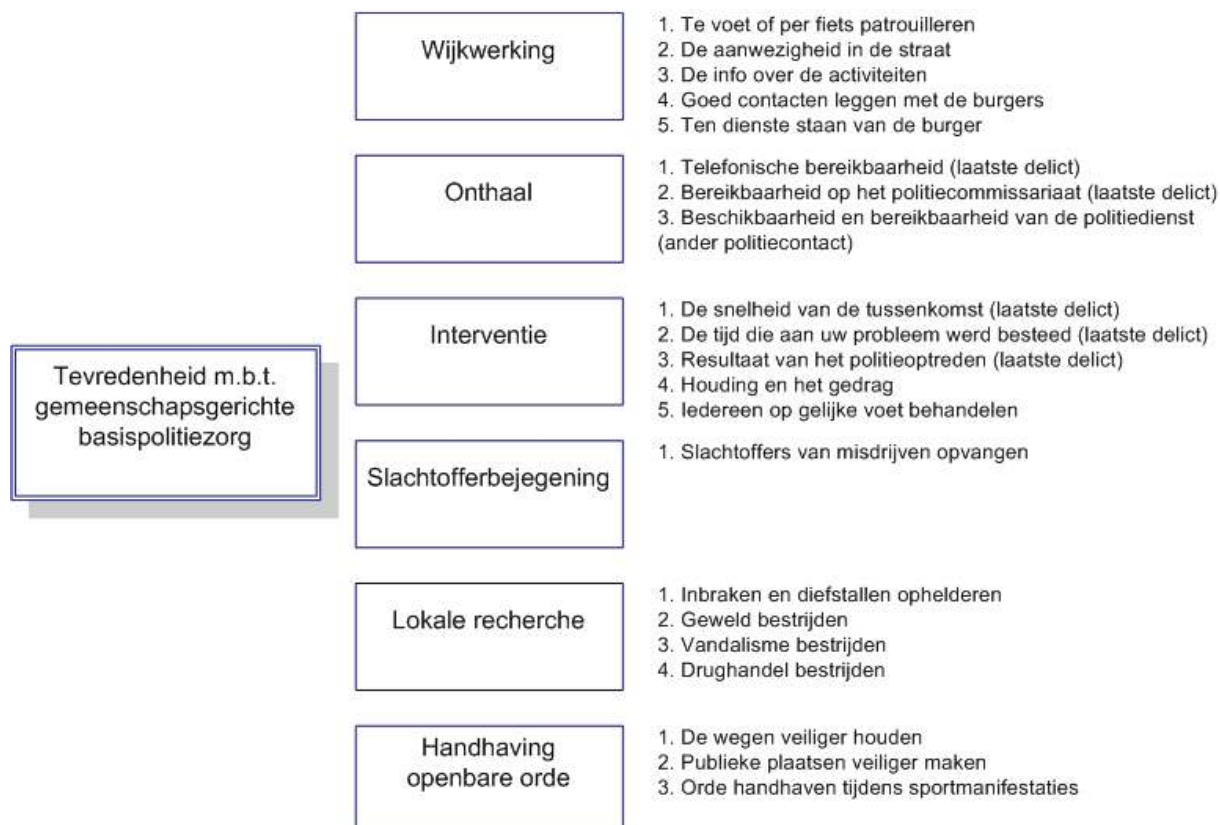 Tevredenheid m.b.t.
gemeenschapsgerichte
basispolitiezorg
Wijkwerking
1. Te voet of per fiets patrouilleren
2. De aanwezigheid in de straat
3. De info over de activiteiten
4. Goed contacten leggen met de burgers
5. Ten dienste staan van de burger
Onthaal
1. Telefonische bereikbaarheid (laatste delict)
2. Bereikbaarheid op het politiecommissariaat (laatste delict)
3. Beschikbaarheid en bereikbaarheid van de politiedienst
(ander politiecontact)
Interventie
1. De snelheid van de tussenkomst (laatste delict)
2. De tijd die aan uw probleem werd besteed (laatste delict)
3. Resultaat van het politieoptreden (laatste delict)
4. Houding en het gedrag
5. Iedereen op gelijke voet behandelen
Slachtofferbejegening
1. Slachtoffers van misdrijven opvangen
Lokale recherche
1. Inbraken en diefstallen ophelderen
2. Geweld bestrijden
3. Vandalisme bestrijden
4. Drughandel bestrijden
Handhaving
openbare orde
1. De wegen veiliger houden
2. Publieke plaatsen veiliger maken
3. Orde handhaven tijdens sportmanifestaties